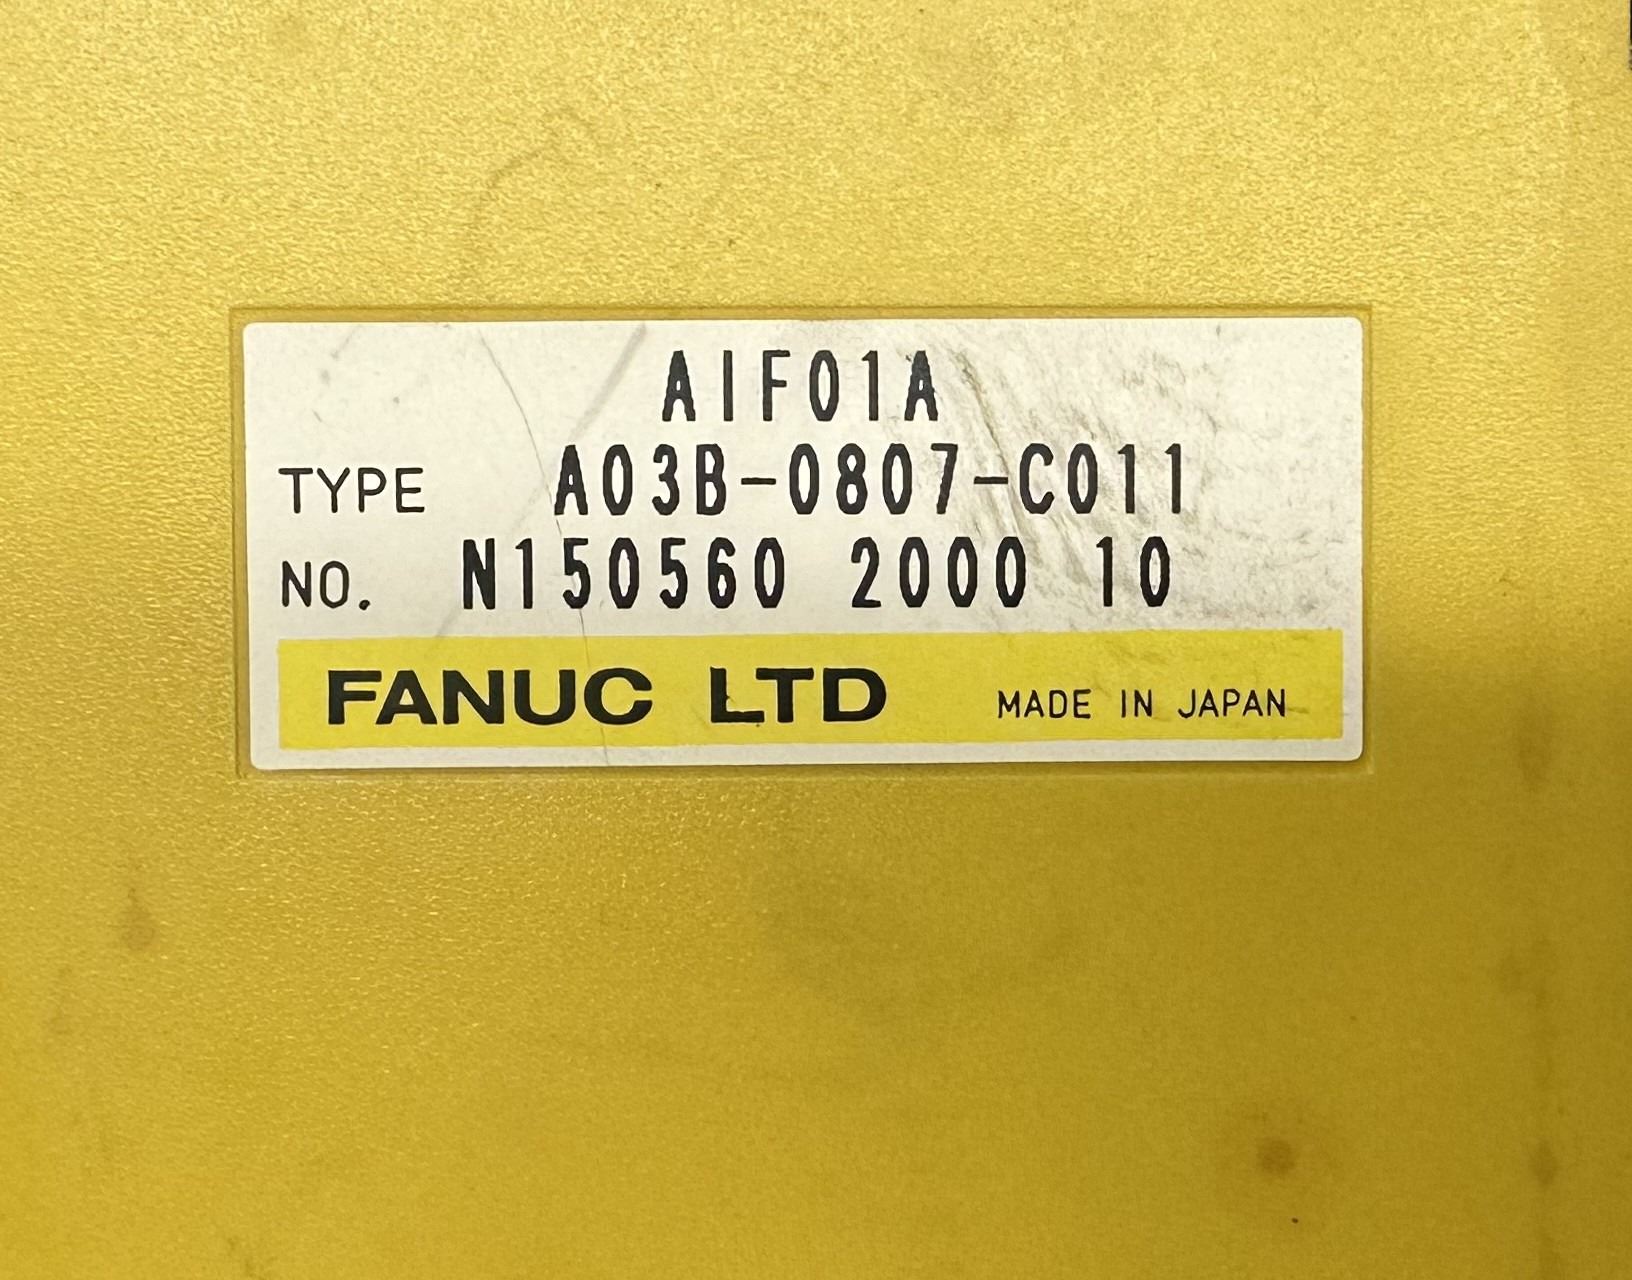 AIF01A
TYPE A03B-0807-C011
NO. N150560 2000 10
FANUC LTD MADE IN JAPAN